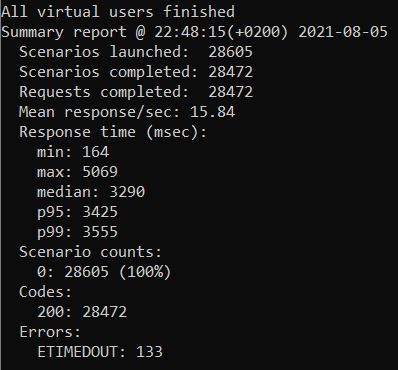 All virtual users finished
Summary report @ 22:48:15(+0200) 2021-08-05
Scenarios launched:  28605
Scenarios completed: 28472
Requests completed:  28472
Mean response/sec: 15.84
Response time (msec):
min: 164
max: 5069
median: 3290
p95: 3425
p99: 3555
Scenario counts:
0: 28605 (100%)
Codes:
200: 28472
Errors:
ETIMEDOUT: 133